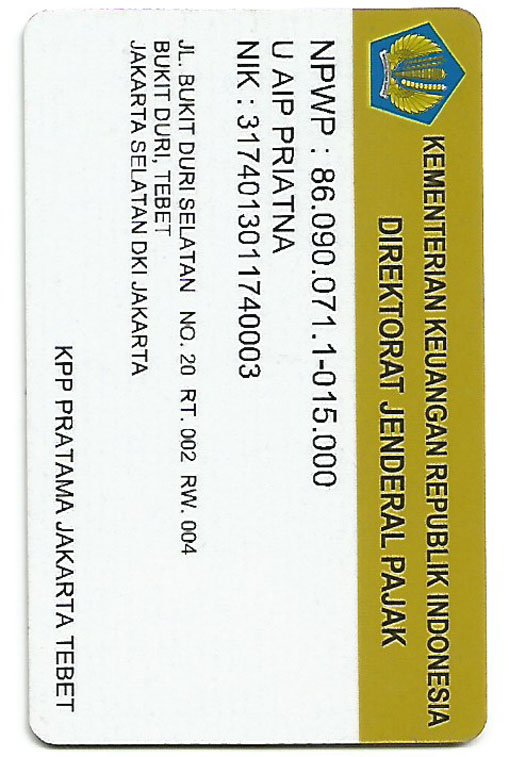 KEMENTERIAN KEUANGAN REPUBLIK INDONESIA
DIREKTORAT JENDERAL PAJAK
NPWP : 86.090.071.1-015.000
U AIP PRIATNA
NIK : 3174013011740003
JL. BUKIT DURI SELATAN NO. 20 RT. 002 RW. 004
BUKIT DURI, TEBET
JAKARTA SELATAN DKI JAKARTA
KPP PRATAMA JAKARTA TEBET